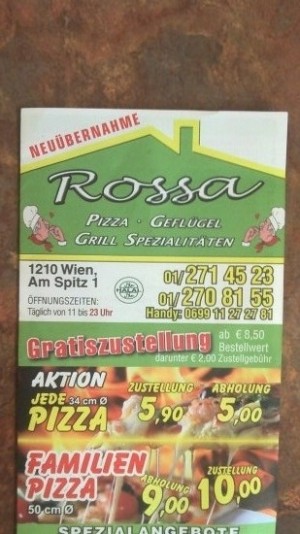 NEUÜBERNAHME
Rossa
PIZZA · GEFLÜGEL
GRILL SPEZIALITÄTEN
1210 Wien,
Am Spitz 1
ÖFFNUNGSZEITEN:
Täglich von 11 bis 23 Uhr
01/271 45 23
01/270 81 55
Handy: 0699 11 27 27 81
Gratiszustellung ab € 8,50
Bestellwert
darunter € 2,00 Zustellgebühr
AKTION
JEDE 34 cm Ø
PIZZA
ZUSTELLUNG ABHOLUNG
5,90 5,00
FAMILIEN
PIZZA
50 cm Ø
ABHOLUNG ZUSTELLUNG
9,00 10,00
SPEZIALANGEBOTE